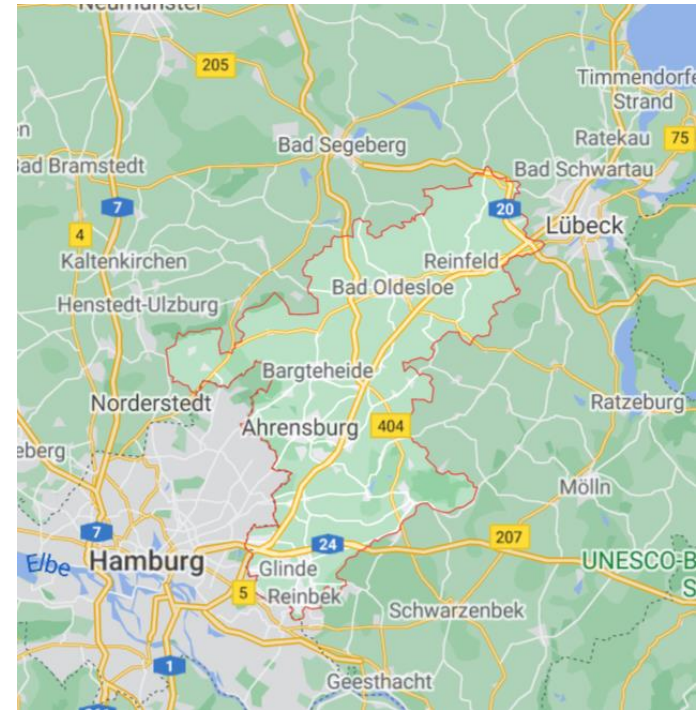 Neumünster
205
Timmendorfe
Strand
en
Bad Segeberg
Ratekau
75
Bad Bramstedt
Bad Schwartau
7
20
4
Lübeck
Kaltenkirchen
Reinfeld
Bad Oldesloe
Henstedt-Ulzburg
Bargteheide
Norderstedt
Ratzeburg
Ahrensburg
404
eberg
Mölln
7
24
207
Elbe
Hamburg
UNESCO-B
S
Glinde
5
Reinbek
Schwarzenbek
1
Geesthacht